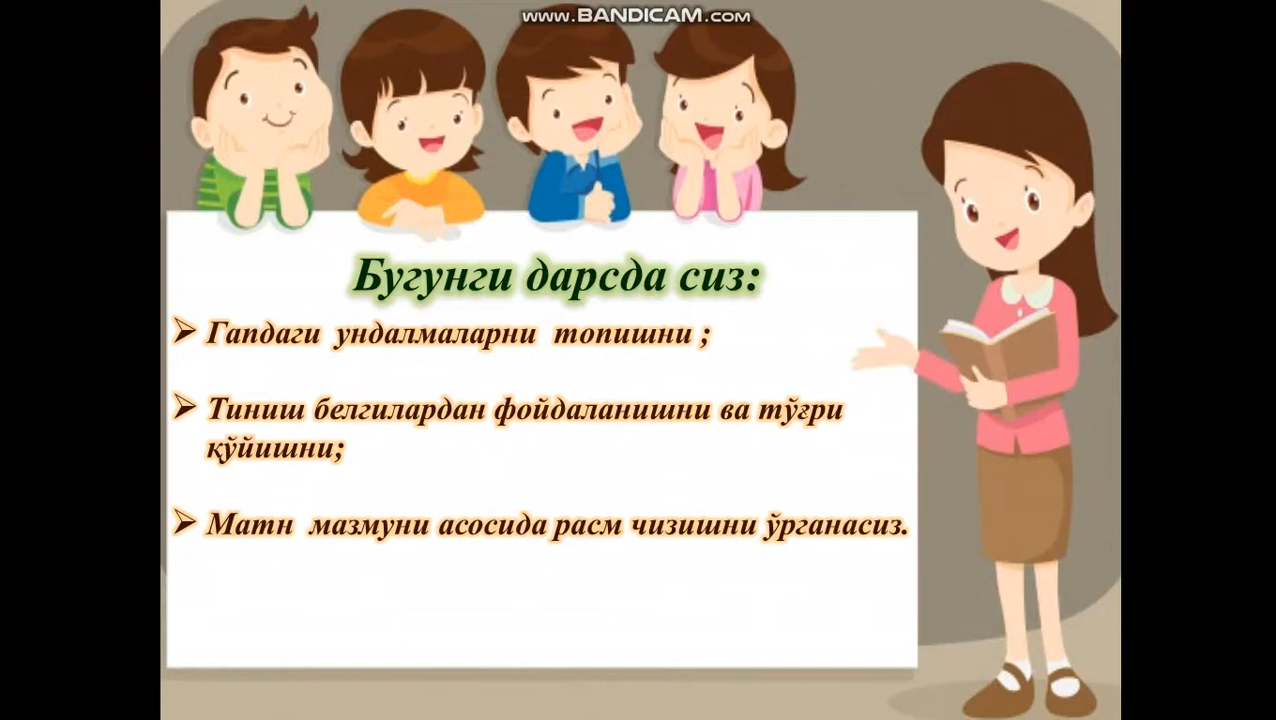 www.BANDICAM.com
Бугунги дарсда сиз:
➢ Гапдаги ундалмаларни топишни ;
➢ Тиниш белгилардан фойдаланишни ва тўғри
қўйишни;
➢ Матн мазмуни асосида расм чизишни ўрганасиз.